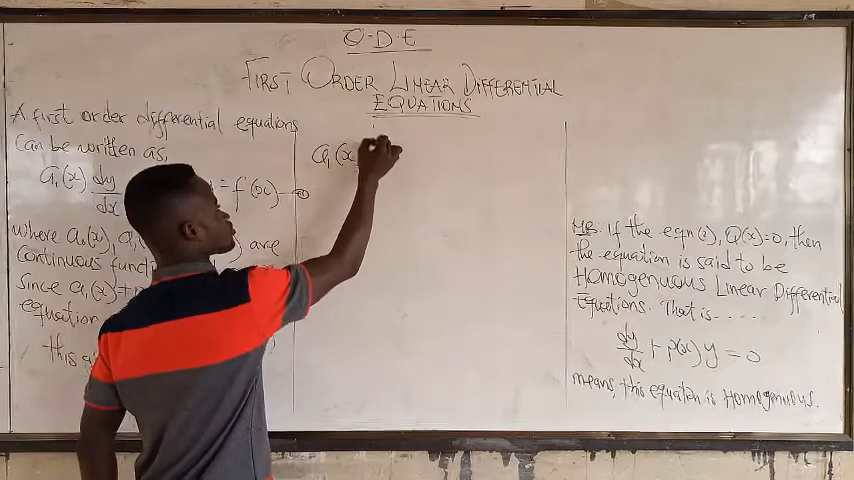 O.D.E
FIRST ORDER LINEAR DIFFERENTIAL
EQUATIONS
A first order differential equations
Can be written as,
a₁(x) dy/dx = f(x) — ①
where a₀(x), a₁ ) are
Continuous funct
Since a₁(x) ≠
equation
this
a₁(x
NB: If the eqn (2), Q(x)=0, then
the equation is said to be
Homogenuous Linear Differential
Equations. That is.....
dy/dx + P(x)y = 0
means, this equation is Homogenuous.